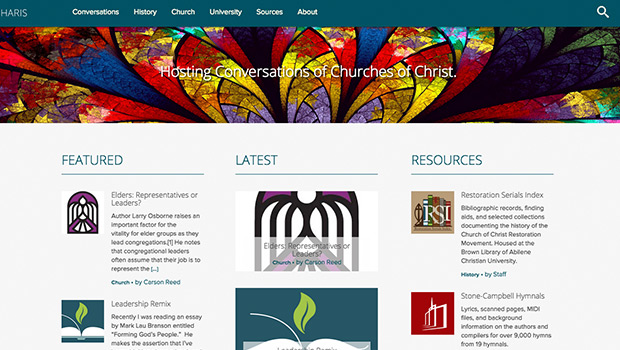 HARIS
Conversations History Church University Sources About
Hosting Conversations of Churches of Christ.
FEATURED
Elders: Representatives or
Leaders?
Author Larry Osborne raises an
important factor for the
vitality for elder groups as they
lead congregations.[1] He notes
that congregational leaders
often assume that their job is to
represent the [...]
Church • by Carson Reed
Leadership Remix
Recently I was reading an essay
by Mark Lau Branson entitled
"Forming God's People." He
makes the assertion that I've
LATEST
Elders: Representatives or
Leaders?
Church • by Carson Reed
Leadership Remix
RESOURCES
RSI
Restoration Serials Index
Bibliographic records, finding
aids, and selected collections
documenting the history of the
Church of Christ Restoration
Movement. Housed at the
Brown Library of Abilene
Christian University.
History • by Staff
Stone-Campbell Hymnals
Lyrics, scanned pages, MIDI
files, and background
information on the authors and
compilers for over 9,000 hymns
from 19 hymnals.